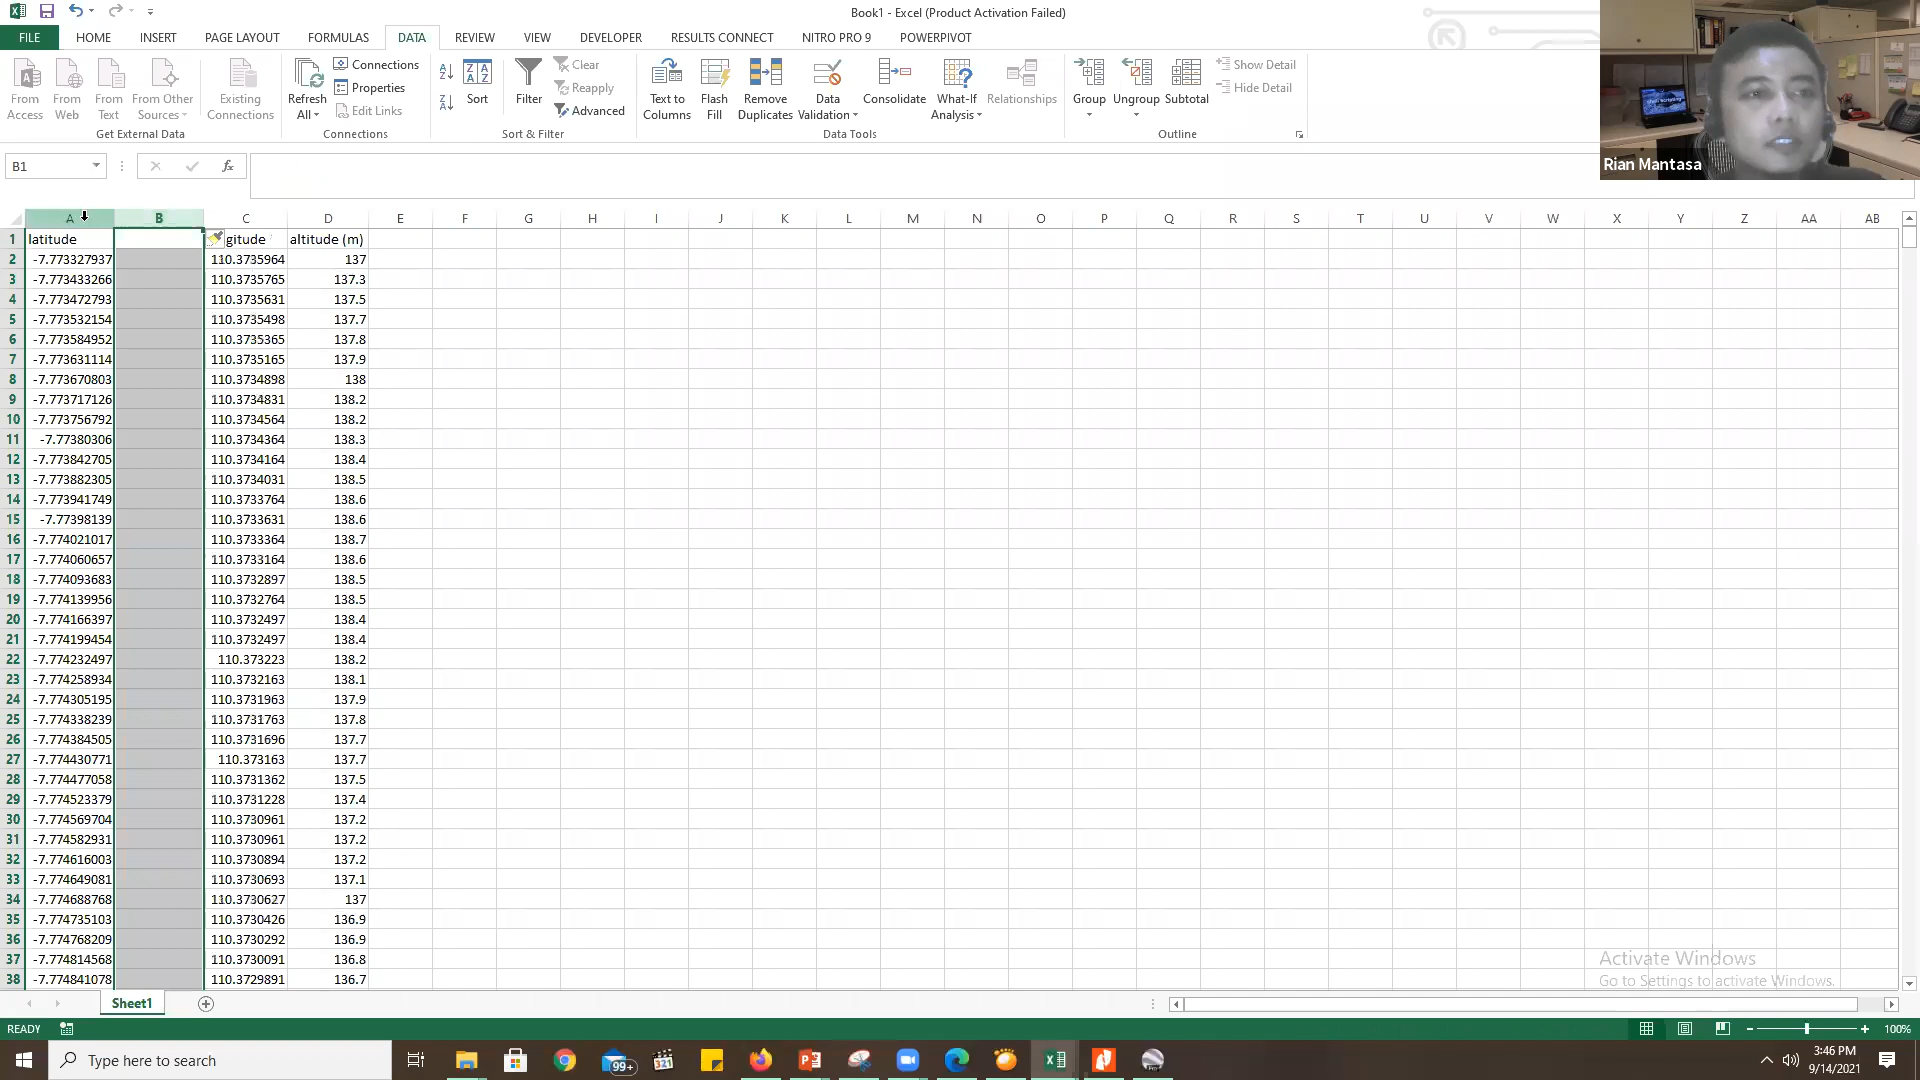 Book1 - Excel (Product Activation Failed)
FILE HOME INSERT PAGE LAYOUT FORMULAS DATA REVIEW VIEW DEVELOPER RESULTS CONNECT NITRO PRO 9 POWERPIVOT
From Access
From Web
From Text
From Other Sources
Existing Connections
Get External Data
Refresh All
Connections
Properties
Edit Links
Connections
Sort
Filter
Clear
Reapply
Advanced
Sort & Filter
Text to Columns
Flash Fill
Remove Duplicates
Data Validation
Consolidate
What-If Analysis
Relationships
Data Tools
Group
Ungroup
Subtotal
Show Detail
Hide Detail
Outline
Rian Mantasa
B1
fx
A B C D E F G H I J K L M N O P Q R S T U V W X Y Z AA AB
1 latitude gitude altitude (m)
2 -7.773327937 110.3735964 137
3 -7.773433266 110.3735765 137.3
4 -7.773472793 110.3735631 137.5
5 -7.773532154 110.3735498 137.7
6 -7.773584952 110.3735365 137.8
7 -7.773631114 110.3735165 137.9
8 -7.773670803 110.3734898 138
9 -7.773717126 110.3734831 138.2
10 -7.773756792 110.3734564 138.2
11 -7.77380306 110.3734364 138.3
12 -7.773842705 110.3734164 138.4
13 -7.773882305 110.3734031 138.5
14 -7.773941749 110.3733764 138.6
15 -7.77398139 110.3733631 138.6
16 -7.774021017 110.3733364 138.7
17 -7.774060657 110.3733164 138.6
18 -7.774093683 110.3732897 138.5
19 -7.774139956 110.3732764 138.5
20 -7.774166397 110.3732497 138.4
21 -7.774199454 110.3732497 138.4
22 -7.774232497 110.373223 138.2
23 -7.774258934 110.3732163 138.1
24 -7.774305195 110.3731963 137.9
25 -7.774338239 110.3731763 137.8
26 -7.774384505 110.3731696 137.7
27 -7.774430771 110.373163 137.7
28 -7.774477058 110.3731362 137.5
29 -7.774523379 110.3731228 137.4
30 -7.774569704 110.3730961 137.2
31 -7.774582931 110.3730961 137.2
32 -7.774616003 110.3730894 137.2
33 -7.774649081 110.3730693 137.1
34 -7.774688768 110.3730627 137
35 -7.774735103 110.3730426 136.9
36 -7.774768209 110.3730292 136.9
37 -7.774814568 110.3730091 136.8
38 -7.774841078 110.3729891 136.7
Activate Windows
Go to Settings to activate Windows.
Sheet1
READY
100%
Type here to search
99+
321
3:46 PM
9/14/2021